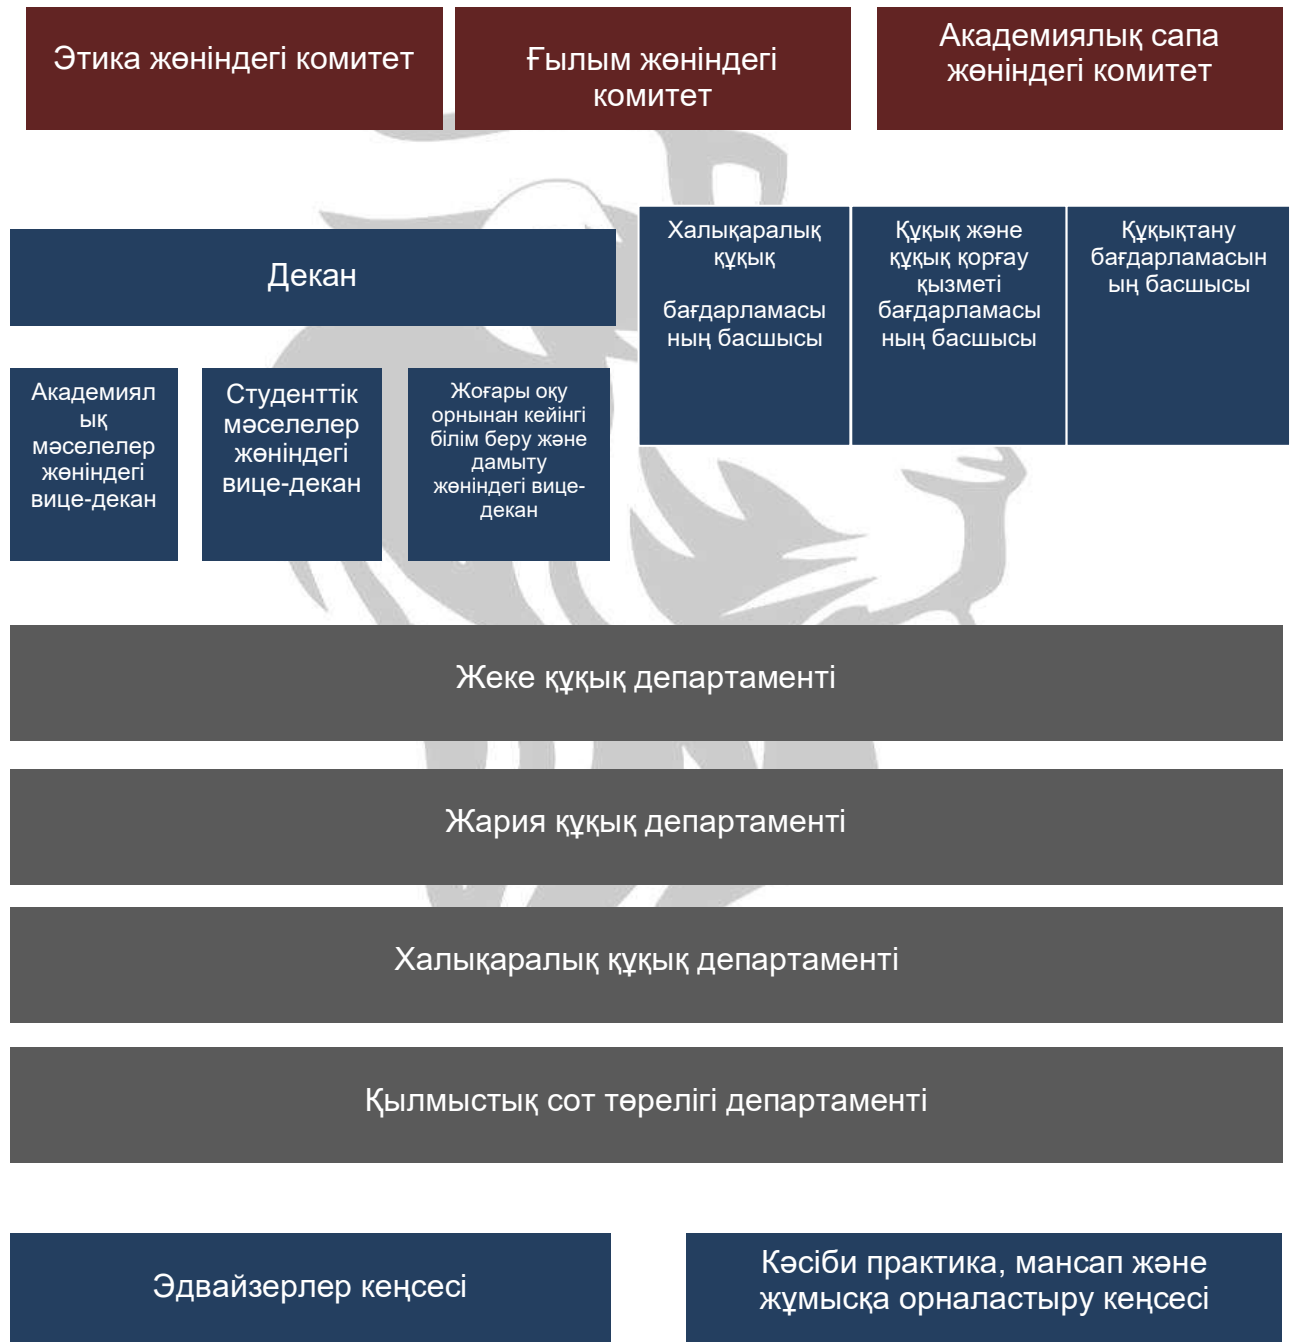 Этика жөніндегі комитет
Ғылым жөніндегі
комитет
Академиялық сапа
жөніндегі комитет
Декан
Халықаралық
құқық
бағдарламасы
ның басшысы
Құқық және
құқық қорғау
қызметі
бағдарламасы
ның басшысы
Құқықтану
бағдарламасын
ың басшысы
Академиял
ық
мәселелер
жөніндегі
вице-декан
Студенттік
мәселелер
жөніндегі
вице-декан
Жоғары оқу
орнынан кейінгі
білім беру және
дамыту
жөніндегі вице-
декан
Жеке құқық департаменті
Жария құқық департаменті
Халықаралық құқық департаменті
Қылмыстық сот төрелігі департаменті
Эдвайзерлер кеңсесі
Кәсіби практика, мансап және
жұмысқа орналастыру кеңсесі